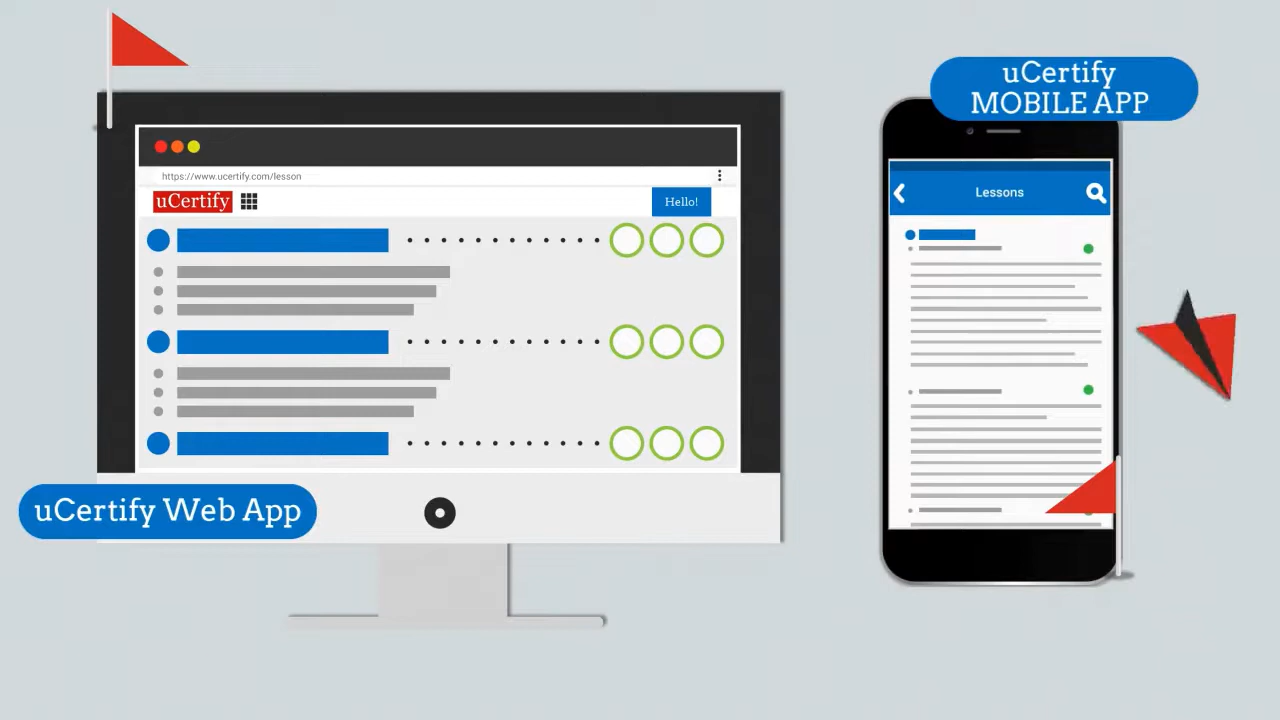 uCertify
MOBILE APP
https://www.ucertify.com/lesson
uCertify
Hello!
Lessons
uCertify Web App